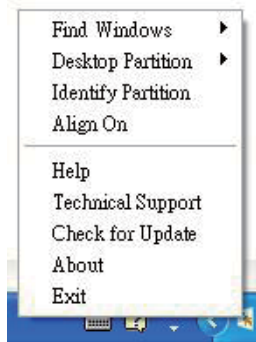 Find Windows
Desktop Partition
Identify Partition
Align On
Help
Technical Support
Check for Update
About
Exit